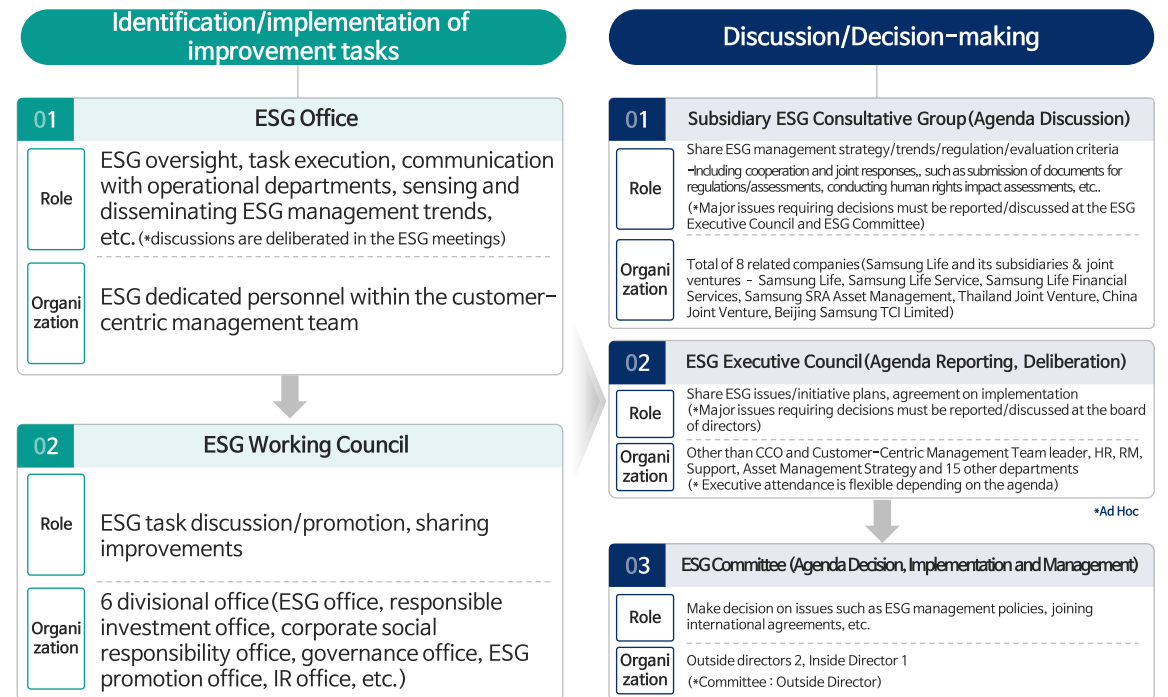 Identification/implementation of
improvement tasks
01
ESG Office
Role
ESG oversight, task execution, communication
with operational departments, sensing and
disseminating ESG management trends,
etc. (*discussions are deliberated in the ESG meetings)
Organi
zation
ESG dedicated personnel within the customer-
centric management team
02
ESG Working Council
Role
ESG task discussion/promotion, sharing
improvements
Organi
zation
6 divisional office(ESG office, responsible
investment office, corporate social
responsibility office, governance office, ESG
promotion office, IR office, etc.)
Discussion/Decision-making
01
Subsidiary ESG Consultative Group(Agenda Discussion)
Role
Share ESG management strategy/trends/regulation/evaluation criteria
-Including cooperation and joint responses,, such as submission of documents for
regulations/assessments, conducting human rights impact assessments, etc..
(*Major issues requiring decisions must be reported/discussed at the ESG
Executive Council and ESG Committee)
Organi
zation
Total of 8 related companies(Samsung Life and its subsidiaries & joint
ventures - Samsung Life, Samsung Life Service, Samsung Life Financial
Services, Samsung SRA Asset Management, Thailand Joint Venture, China
Joint Venture, Beijing Samsung TCI Limited)
02
ESG Executive Council(Agenda Reporting, Deliberation)
Role
Share ESG issues/initiative plans, agreement on implementation
(*Major issues requiring decisions must be reported/discussed at the board
of directors)
Organi
zation
Other than CCO and Customer-Centric Management Team leader, HR, RM,
Support, Asset Management Strategy and 15 other departments
(* Executive attendance is flexible depending on the agenda)
*Ad Hoc
03
ESG Committee (Agenda Decision, Implementation and Management)
Role
Make decision on issues such as ESG management policies, joining
international agreements, etc.
Organi
zation
Outside directors 2, Inside Director 1
(*Committee : Outside Director)